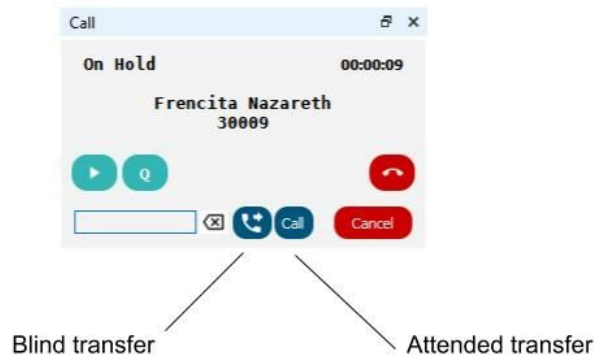 Call
On Hold 00:00:09
Frencita Nazareth
30009
Q
Call Cancel
Blind transfer Attended transfer